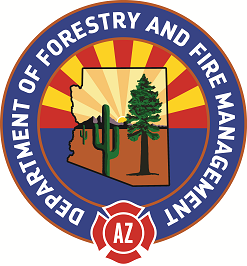 DEPARTMENT OF FORESTRY AND FIRE MANAGEMENT
AZ